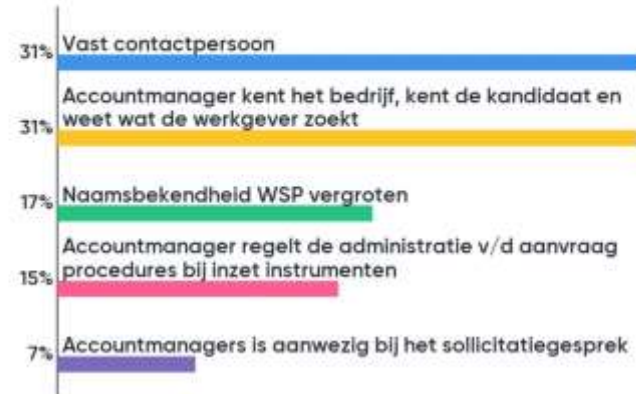 31% Vast contactpersoon
Accountmanager kent het bedrijf, kent de kandidaat en
31% weet wat de werkgever zoekt
17% Naamsbekendheid WSP vergroten
Accountmanager regelt de administratie v/d aanvraag
15% procedures bij inzet instrumenten
7% Accountmanagers is aanwezig bij het sollicitatiegesprek